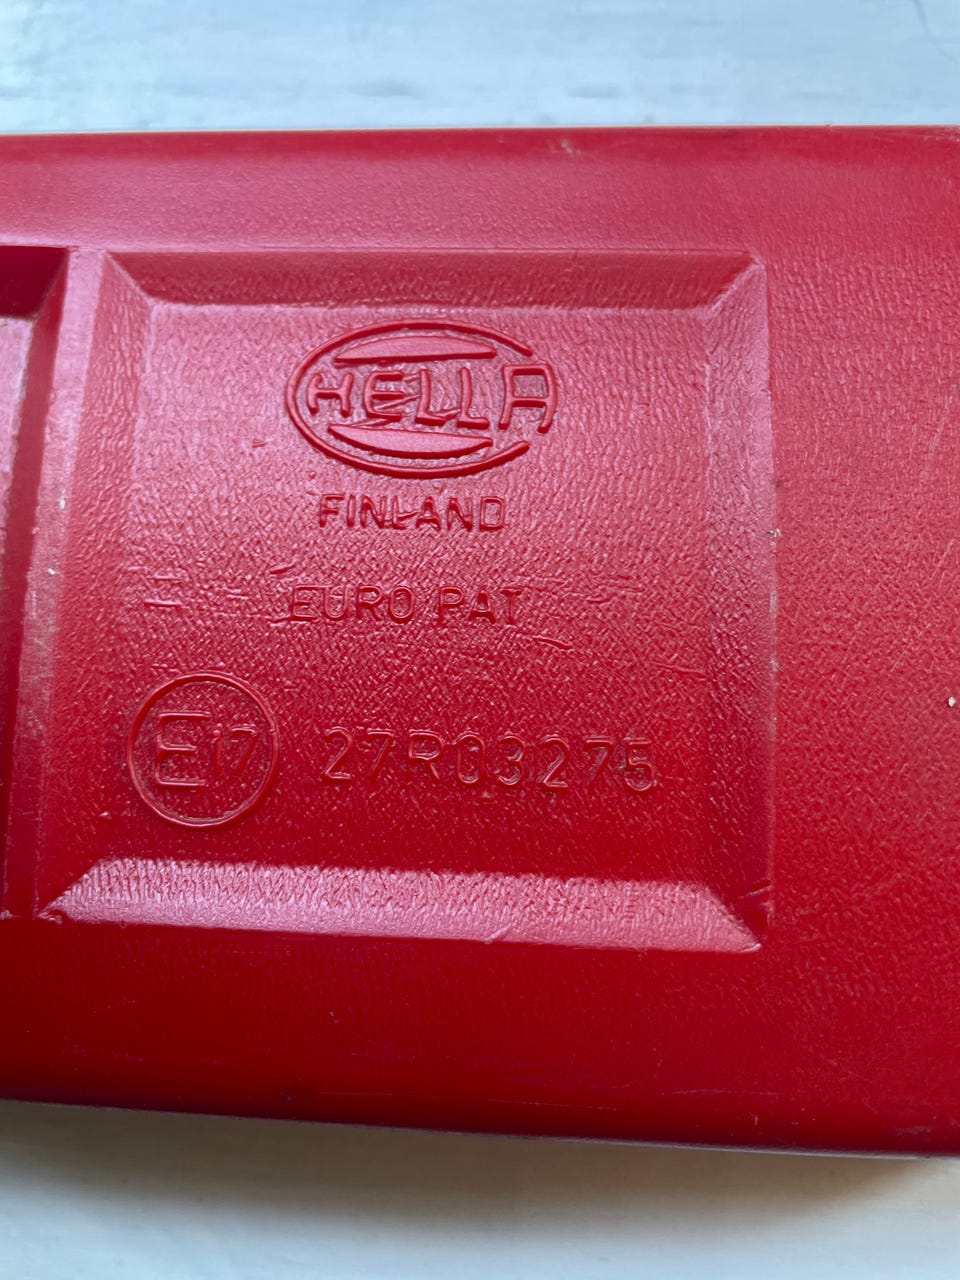 HELLA
FINLAND
EURO PAT
E17 27R03275